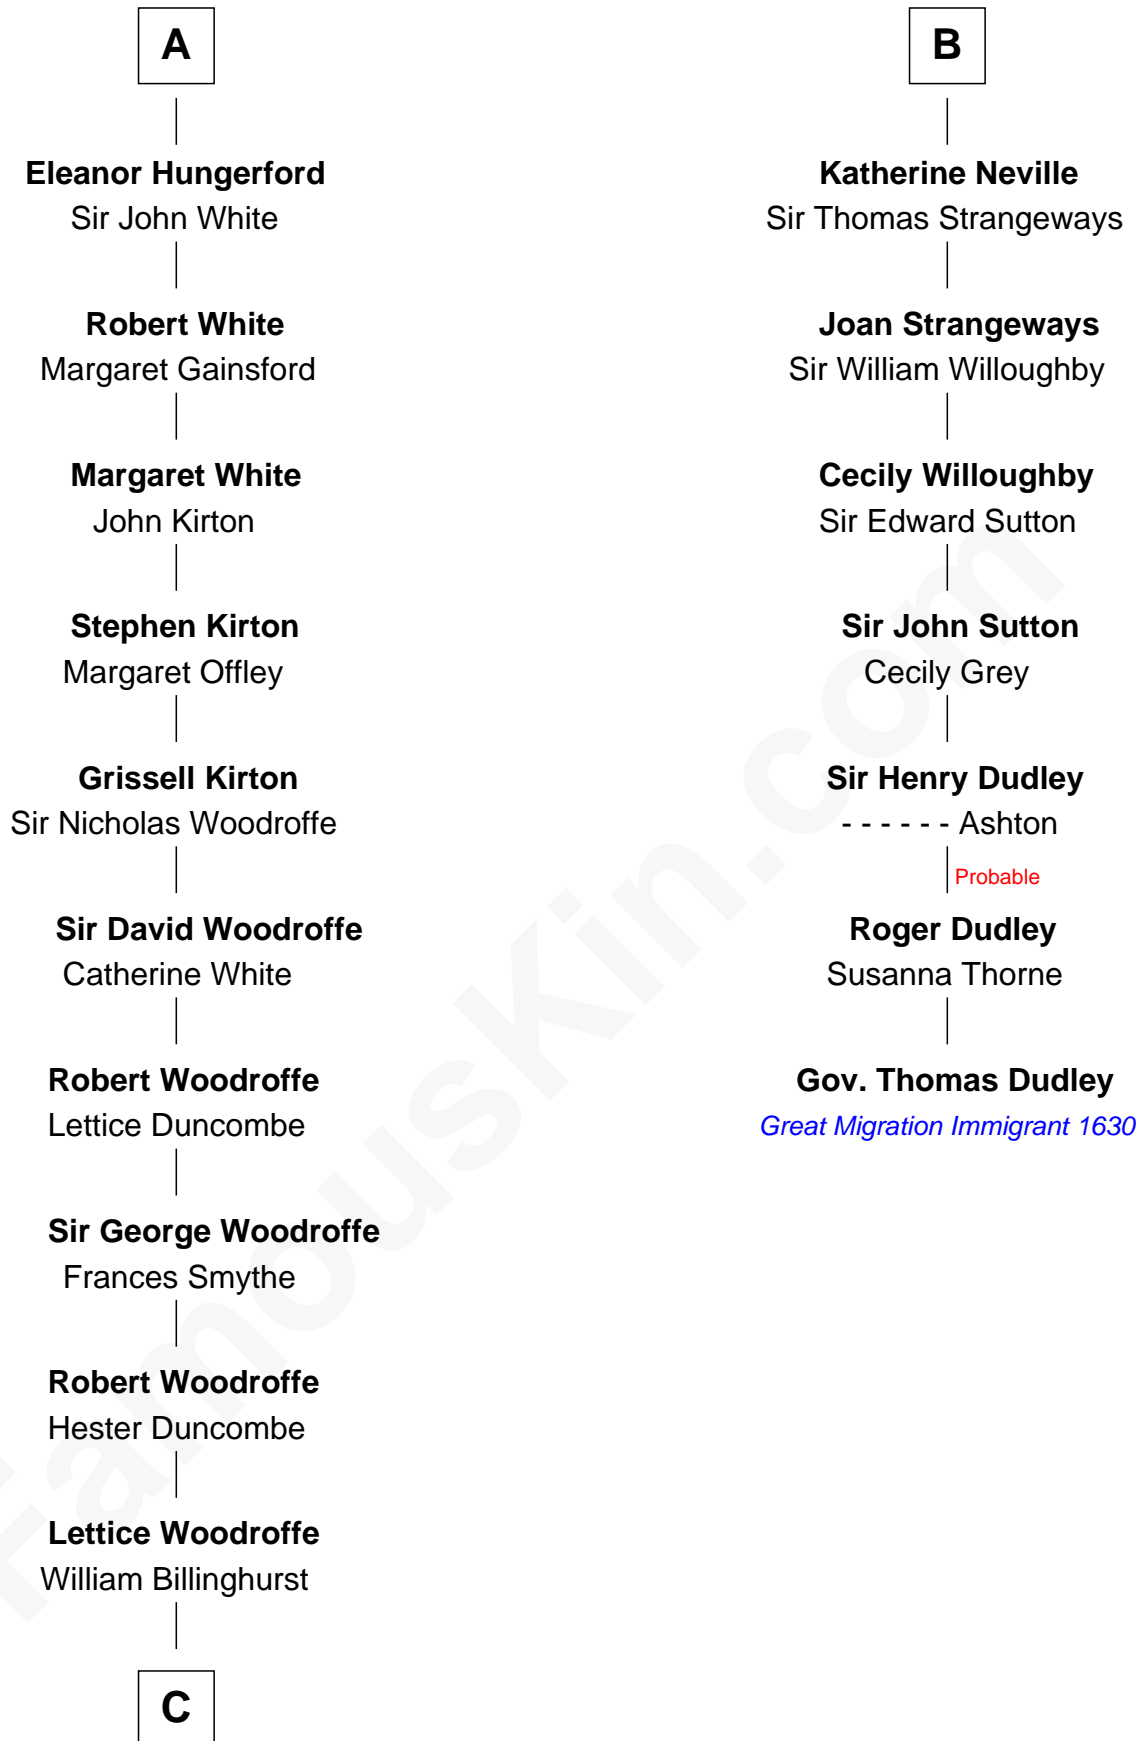 A
Eleanor Hungerford
Sir John White
Robert White
Margaret Gainsford
Margaret White
John Kirton
Stephen Kirton
Margaret Offley
Grissell Kirton
Sir Nicholas Woodroffe
Sir David Woodroffe
Catherine White
Robert Woodroffe
Lettice Duncombe
Sir George Woodroffe
Frances Smythe
Robert Woodroffe
Hester Duncombe
Lettice Woodroffe
William Billinghurst
C
B
Katherine Neville
Sir Thomas Strangeways
Joan Strangeways
Sir William Willoughby
Cecily Willoughby
Sir Edward Sutton
Sir John Sutton
Cecily Grey
Sir Henry Dudley
- - - - - - Ashton
Probable
Roger Dudley
Susanna Thorne
Gov. Thomas Dudley
Great Migration Immigrant 1630
FamousKin.com